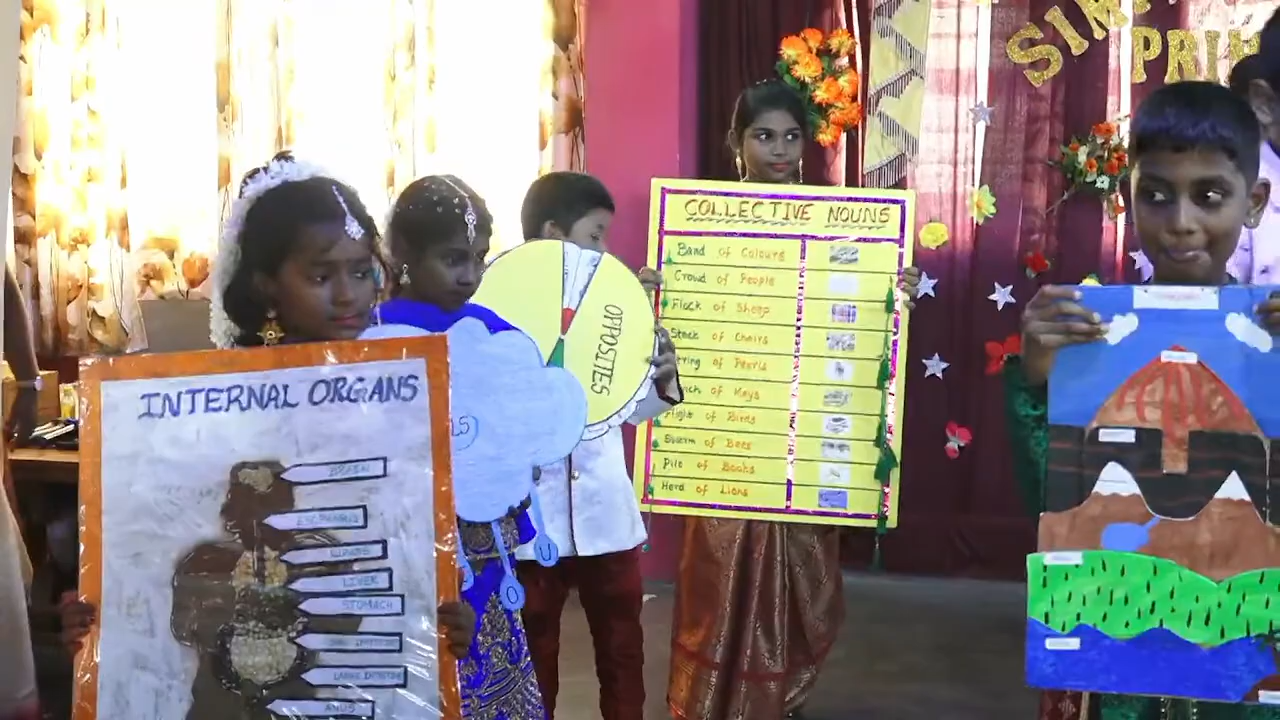 INTERNAL ORGANS
BRAIN
ESOPHAGUS
LUNGS
LIVER
STOMACH
LARGE INTESTINE
ANUS
OPPOSITES
U
O
COLLECTIVE NOUNS
Band of Colours
Crowd of People
Flock of Sheep
Stack of Chairs
of Pearls
of Keys
Flight of Birds
Swarm of Bees
Pile of Books
Herd of Lions
PRI